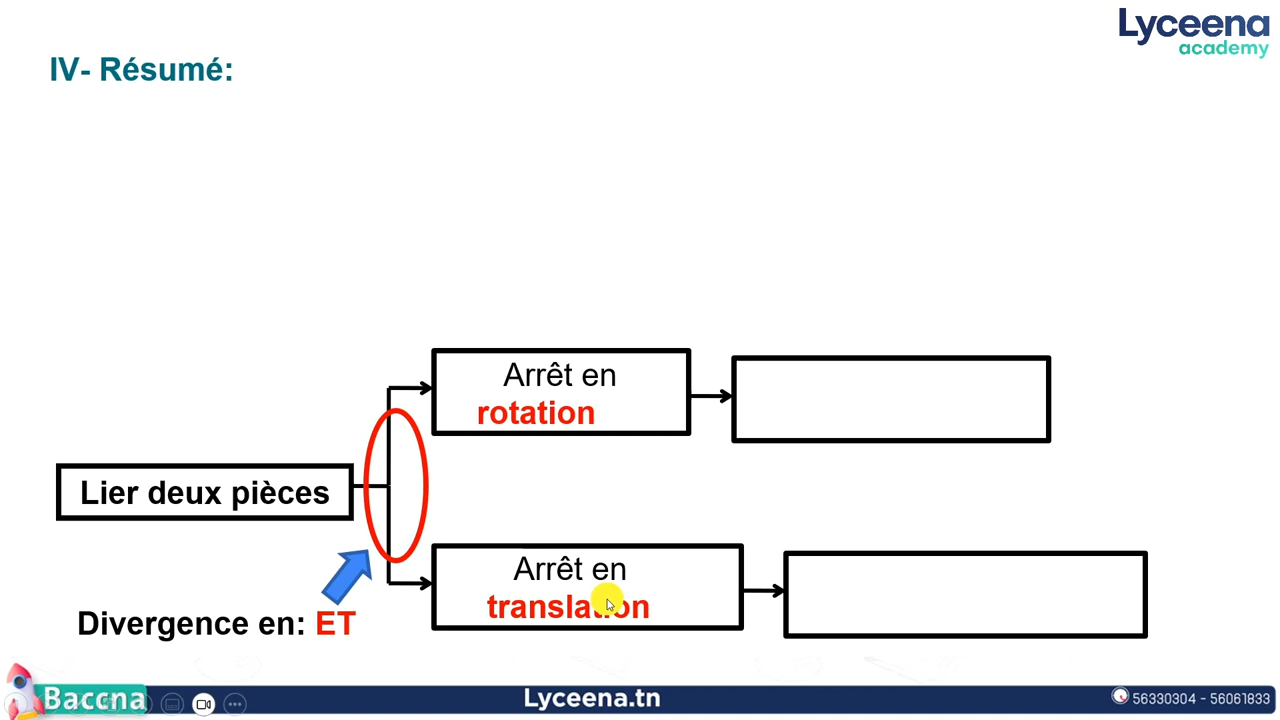 Lyceena
academy
IV- Résumé:
Arrêt en
rotation
Lier deux pièces
Arrêt en
translation
Divergence en: ET
Baccna
Lyceena.tn
56330304 - 56061833